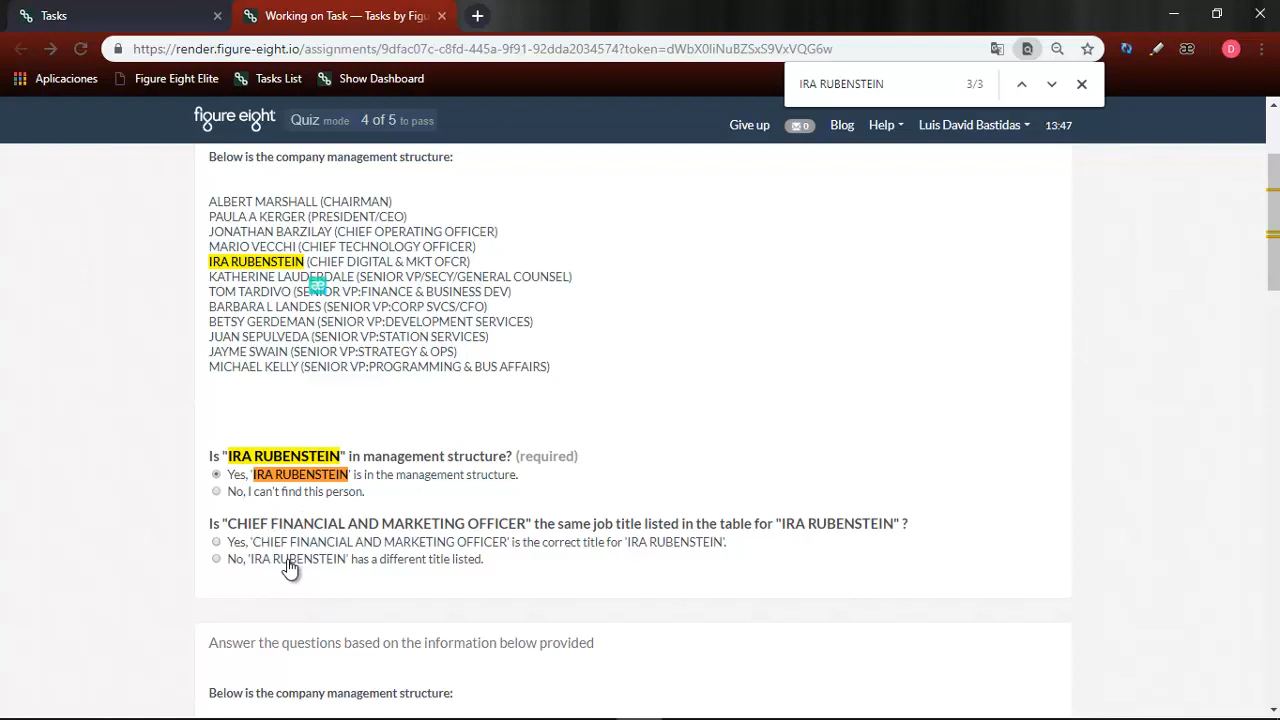 Tasks
Working on Task — Tasks by Figu
https://render.figure-eight.io/assignments/9dfac07c-c8fd-445a-9f91-92dda2034574?token=dWbX0liNuBZSxS9VxVQG6w
D
Aplicaciones
Figure Eight Elite
Tasks List
Show Dashboard
IRA RUBENSTEIN
3/3
figure eight
Quiz mode
4 of 5 to pass
Give up
0
Blog
Help
Luis David Bastidas
13:47
Below is the company management structure:
ALBERT MARSHALL (CHAIRMAN)
PAULA A KERGER (PRESIDENT/CEO)
JONATHAN BARZILAY (CHIEF OPERATING OFFICER)
MARIO VECCHI (CHIEF TECHNOLOGY OFFICER)
IRA RUBENSTEIN (CHIEF DIGITAL & MKT OFCR)
KATHERINE LAUDERDALE (SENIOR VP/SECY/GENERAL COUNSEL)
TOM TARDIVO (SENIOR VP:FINANCE & BUSINESS DEV)
BARBARA L LANDES (SENIOR VP:CORP SVCS/CFO)
BETSY GERDEMAN (SENIOR VP:DEVELOPMENT SERVICES)
JUAN SEPULVEDA (SENIOR VP:STATION SERVICES)
JAYME SWAIN (SENIOR VP:STRATEGY & OPS)
MICHAEL KELLY (SENIOR VP:PROGRAMMING & BUS AFFAIRS)
Is "IRA RUBENSTEIN" in management structure? (required)
Yes, 'IRA RUBENSTEIN' is in the management structure.
No, I can't find this person.
Is "CHIEF FINANCIAL AND MARKETING OFFICER" the same job title listed in the table for "IRA RUBENSTEIN" ?
Yes, 'CHIEF FINANCIAL AND MARKETING OFFICER' is the correct title for 'IRA RUBENSTEIN'.
No, 'IRA RUBENSTEIN' has a different title listed.
Answer the questions based on the information below provided
Below is the company management structure: